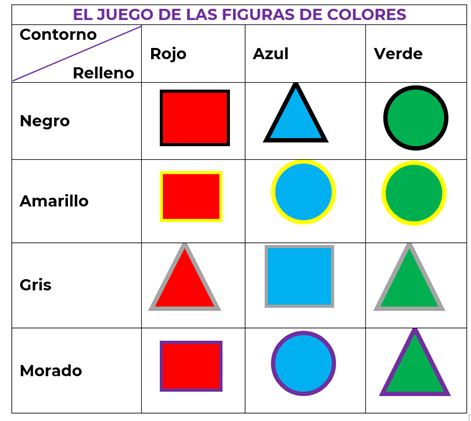 EL JUEGO DE LAS FIGURAS DE COLORES
Contorno
Relleno
Rojo
Azul
Verde
Negro
Amarillo
Gris
Morado